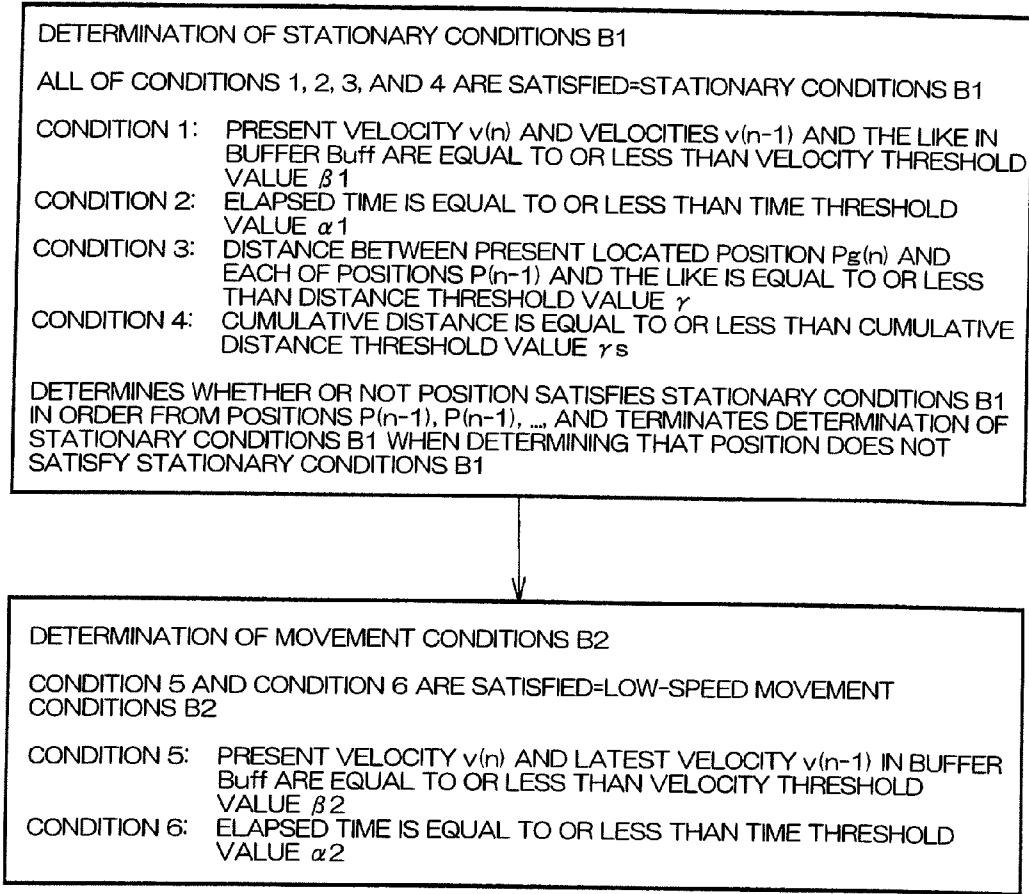 DETERMINATION OF STATIONARY CONDITIONS B1
ALL OF CONDITIONS 1, 2, 3, AND 4 ARE SATISFIED=STATIONARY CONDITIONS B1
CONDITION 1: PRESENT VELOCITY v(n) AND VELOCITIES v(n-1) AND THE LIKE IN
BUFFER Buff ARE EQUAL TO OR LESS THAN VELOCITY THRESHOLD
VALUE β1
CONDITION 2: ELAPSED TIME IS EQUAL TO OR LESS THAN TIME THRESHOLD
VALUE α1
CONDITION 3: DISTANCE BETWEEN PRESENT LOCATED POSITION Pg(n) AND
EACH OF POSITIONS P(n-1) AND THE LIKE IS EQUAL TO OR LESS
THAN DISTANCE THRESHOLD VALUE γ
CONDITION 4: CUMULATIVE DISTANCE IS EQUAL TO OR LESS THAN CUMULATIVE
DISTANCE THRESHOLD VALUE γs
DETERMINES WHETHER OR NOT POSITION SATISFIES STATIONARY CONDITIONS B1
IN ORDER FROM POSITIONS P(n-1), P(n-1), ..., AND TERMINATES DETERMINATION OF
STATIONARY CONDITIONS B1 WHEN DETERMINING THAT POSITION DOES NOT
SATISFY STATIONARY CONDITIONS B1
DETERMINATION OF MOVEMENT CONDITIONS B2
CONDITION 5 AND CONDITION 6 ARE SATISFIED=LOW-SPEED MOVEMENT
CONDITIONS B2
CONDITION 5: PRESENT VELOCITY v(n) AND LATEST VELOCITY v(n-1) IN BUFFER
Buff ARE EQUAL TO OR LESS THAN VELOCITY THRESHOLD
VALUE β2
CONDITION 6: ELAPSED TIME IS EQUAL TO OR LESS THAN TIME THRESHOLD
VALUE α2